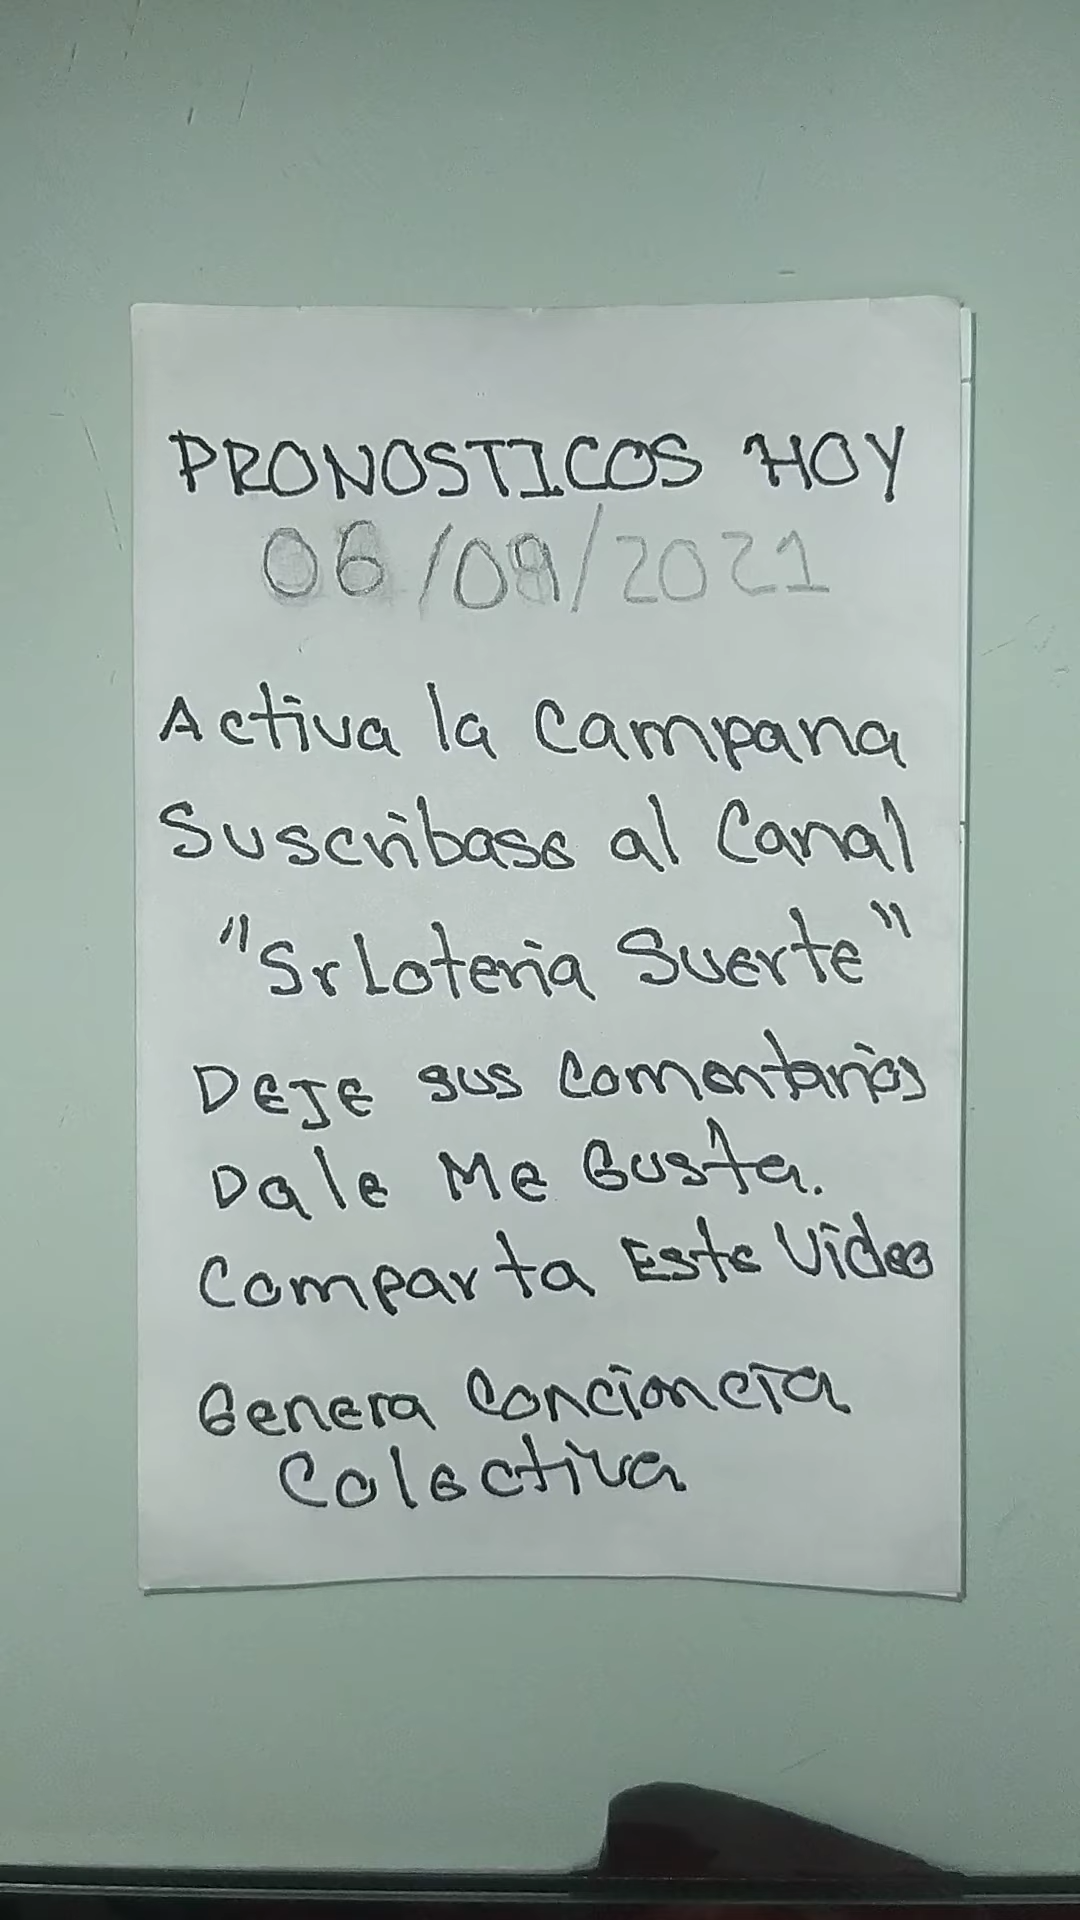 PRONOSTICOS HOY
06/09/2021
Activa la Campana
Suscribase al Canal
"Sr Loteria Suerte"
DEJE sus Comentarios
Dale Me Gusta.
Comparta Este Video
Genera Conciencia
Colectiva